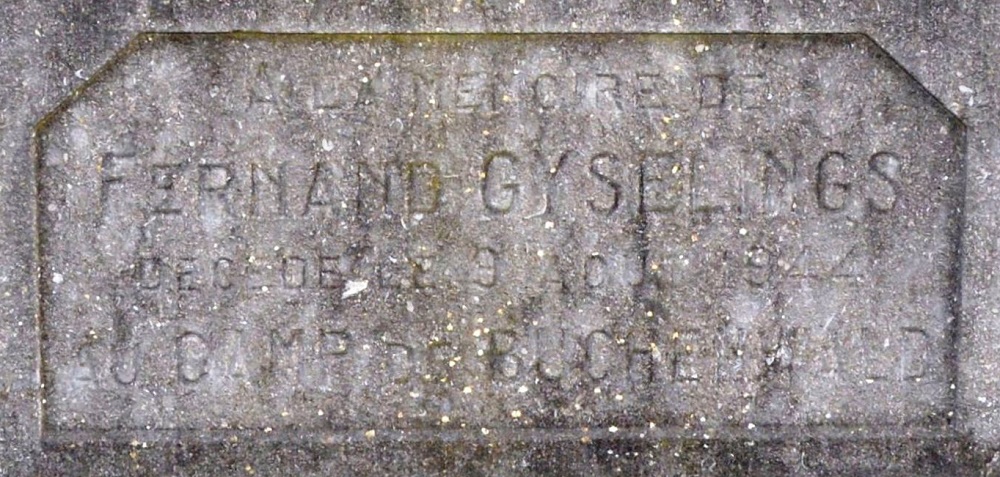 A LA MEMOIRE DE
FERNAND GYSELINGS
DECEDE LE 9 AOUT 1944
AU CAMP DE BUCHENWALD